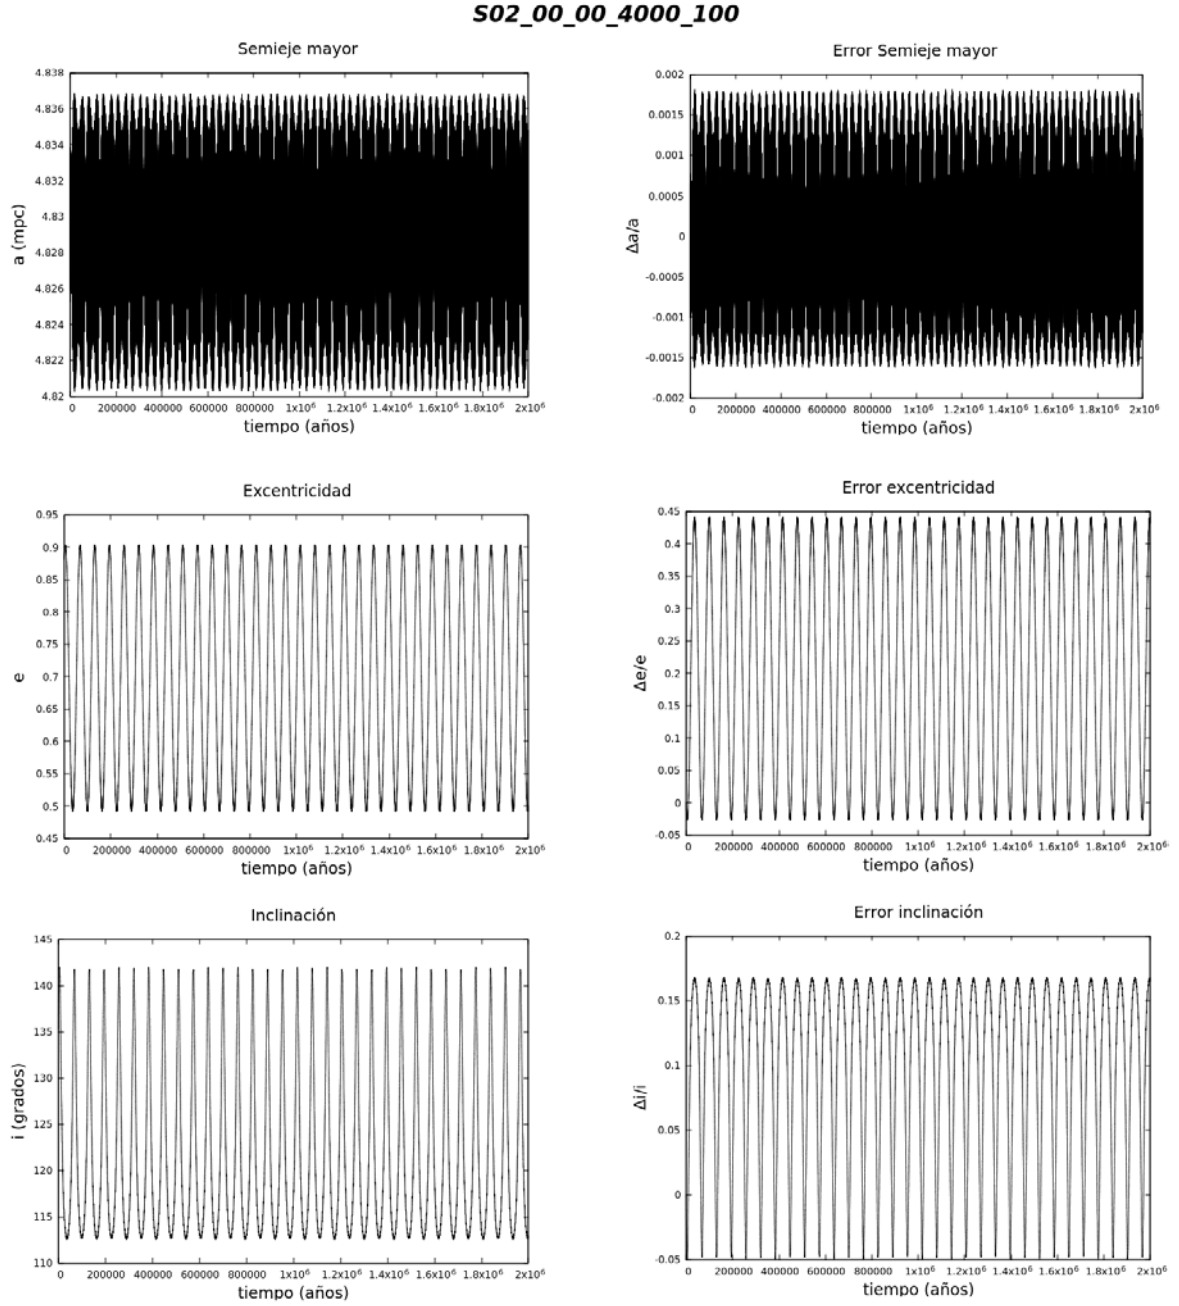 S02_00_00_4000_100
Semieje mayor
4.838
4.836
4.834
4.832
4.83
4.828
4.826
4.824
4.822
4.82
a (mpc)
0 200000 400000 600000 800000 1x10⁶ 1.2x10⁶ 1.4x10⁶ 1.6x10⁶ 1.8x10⁶ 2x10⁶
tiempo (años)
Error Semieje mayor
0.002
0.0015
0.001
0.0005
0
-0.0005
-0.001
-0.0015
-0.002
Δa/a
0 200000 400000 600000 800000 1x10⁶ 1.2x10⁶ 1.4x10⁶ 1.6x10⁶ 1.8x10⁶ 2x10⁶
tiempo (años)
Excentricidad
0.95
0.9
0.85
0.8
0.75
0.7
0.65
0.6
0.55
0.5
0.45
e
0 200000 400000 600000 800000 1x10⁶ 1.2x10⁶ 1.4x10⁶ 1.6x10⁶ 1.8x10⁶ 2x10⁶
tiempo (años)
Error excentricidad
0.45
0.4
0.35
0.3
0.25
0.2
0.15
0.1
0.05
0
-0.05
Δe/e
0 200000 400000 600000 800000 1x10⁶ 1.2x10⁶ 1.4x10⁶ 1.6x10⁶ 1.8x10⁶ 2x10⁶
tiempo (años)
Inclinación
145
140
135
130
125
120
115
110
i (grados)
0 200000 400000 600000 800000 1x10⁶ 1.2x10⁶ 1.4x10⁶ 1.6x10⁶ 1.8x10⁶ 2x10⁶
tiempo (años)
Error inclinación
0.2
0.15
0.1
0.05
0
-0.05
Δi/i
0 200000 400000 600000 800000 1x10⁶ 1.2x10⁶ 1.4x10⁶ 1.6x10⁶ 1.8x10⁶ 2x10⁶
tiempo (años)